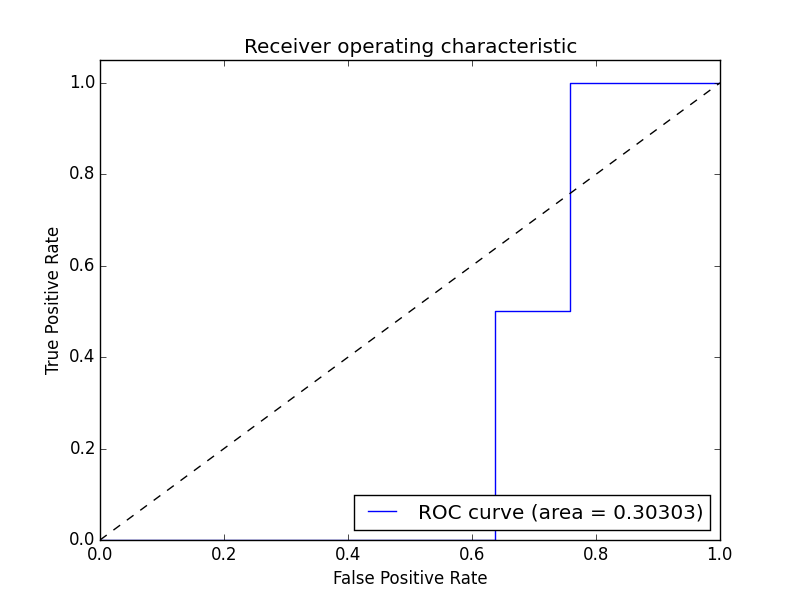 Receiver operating characteristic
1.0
0.8
0.6
0.4
0.2
0.0
True Positive Rate
ROC curve (area = 0.30303)
0.0 0.2 0.4 0.6 0.8 1.0
False Positive Rate